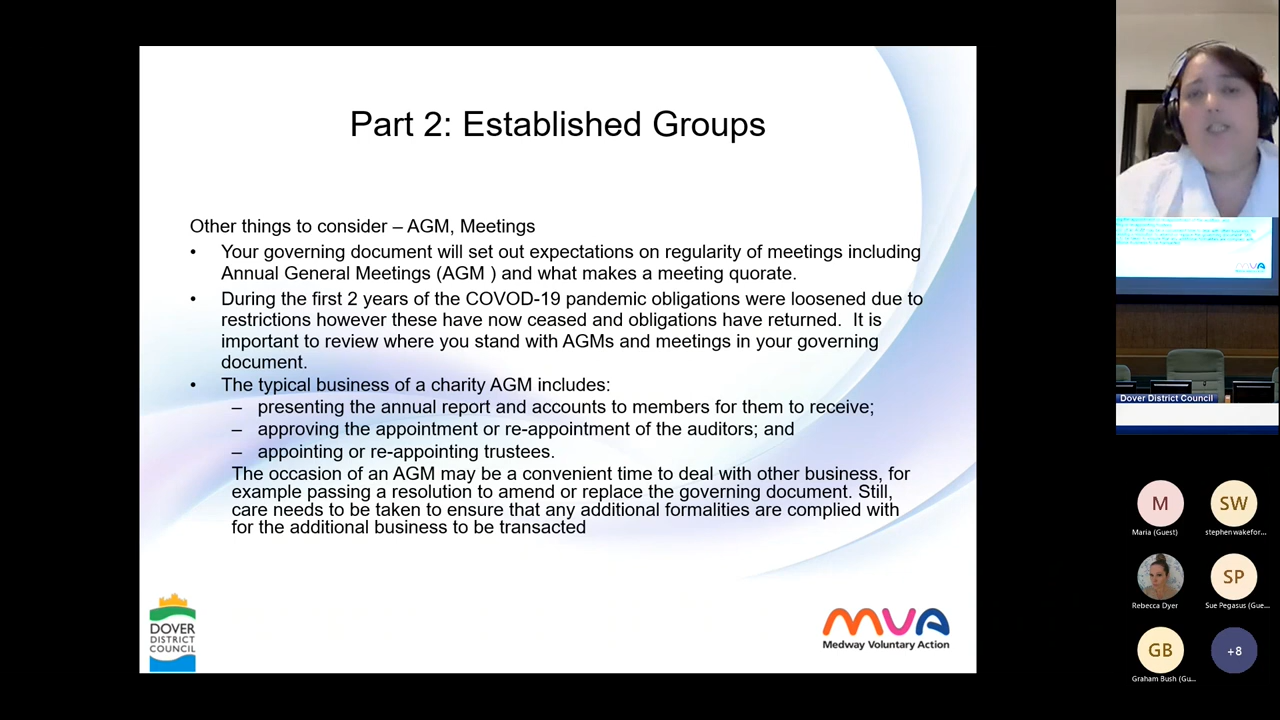 Part 2: Established Groups
Other things to consider – AGM, Meetings
• Your governing document will set out expectations on regularity of meetings including
Annual General Meetings (AGM ) and what makes a meeting quorate.
• During the first 2 years of the COVOD-19 pandemic obligations were loosened due to
restrictions however these have now ceased and obligations have returned.  It is
important to review where you stand with AGMs and meetings in your governing
document.
• The typical business of a charity AGM includes:
– presenting the annual report and accounts to members for them to receive;
– approving the appointment or re-appointment of the auditors; and
– appointing or re-appointing trustees.
The occasion of an AGM may be a convenient time to deal with other business, for
example passing a resolution to amend or replace the governing document. Still,
care needs to be taken to ensure that any additional formalities are complied with
for the additional business to be transacted
DOVER
DISTRICT
COUNCIL
mva
Medway Voluntary Action
mva
Dover District Council
M
SW
Maria (Guest)
stephen wakefor...
SP
Rebecca Dyer
Sue Pegasus (Gue...
GB
+8
Graham Bush (Gu...